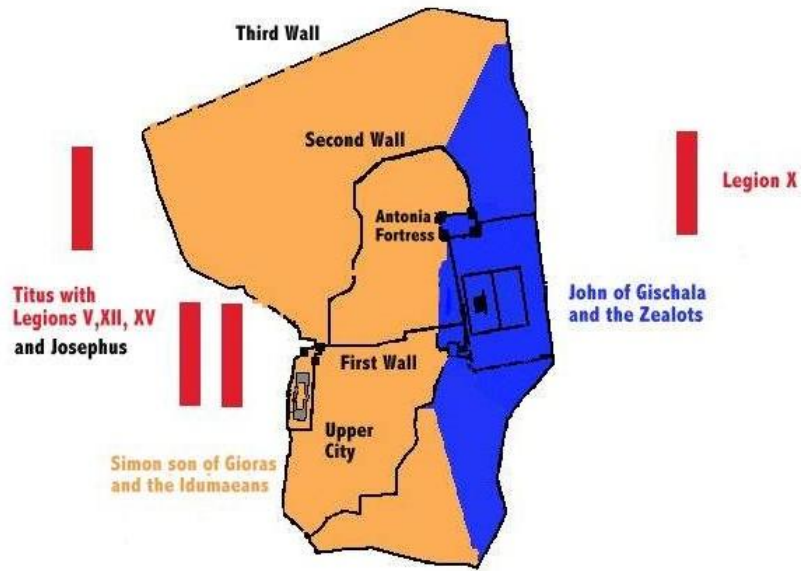 Third Wall
Second Wall
Legion X
Antonia
Fortress
Titus with
Legions V,XII, XV
and Josephus
John of Gischala
and the Zealots
First Wall
Upper
City
Simon son of Gioras
and the Idumaeans